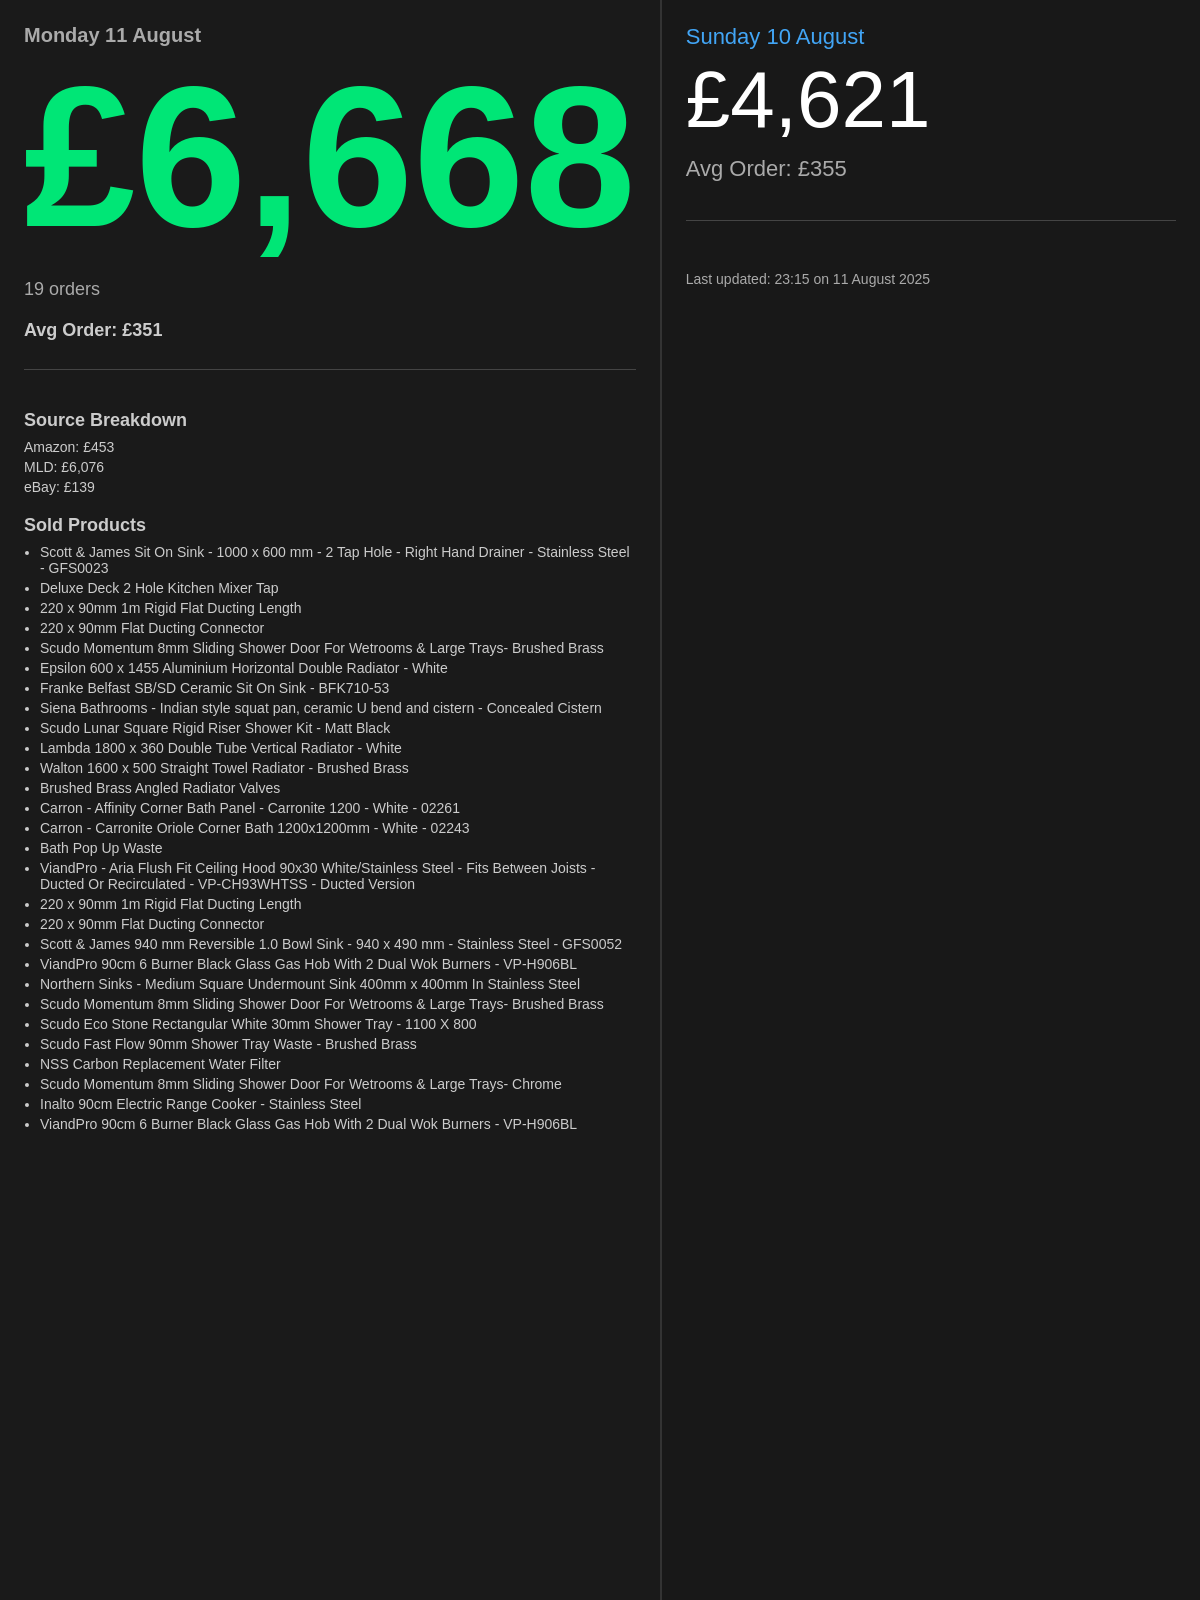 Monday 11 August
£6,668
19 orders
Avg Order: £351
Source Breakdown
Amazon: £453
MLD: £6,076
eBay: £139
Sold Products
• Scott & James Sit On Sink - 1000 x 600 mm - 2 Tap Hole - Right Hand Drainer - Stainless Steel
- GFS0023
• Deluxe Deck 2 Hole Kitchen Mixer Tap
• 220 x 90mm 1m Rigid Flat Ducting Length
• 220 x 90mm Flat Ducting Connector
• Scudo Momentum 8mm Sliding Shower Door For Wetrooms & Large Trays- Brushed Brass
• Epsilon 600 x 1455 Aluminium Horizontal Double Radiator - White
• Franke Belfast SB/SD Ceramic Sit On Sink - BFK710-53
• Siena Bathrooms - Indian style squat pan, ceramic U bend and cistern - Concealed Cistern
• Scudo Lunar Square Rigid Riser Shower Kit - Matt Black
• Lambda 1800 x 360 Double Tube Vertical Radiator - White
• Walton 1600 x 500 Straight Towel Radiator - Brushed Brass
• Brushed Brass Angled Radiator Valves
• Carron - Affinity Corner Bath Panel - Carronite 1200 - White - 02261
• Carron - Carronite Oriole Corner Bath 1200x1200mm - White - 02243
• Bath Pop Up Waste
• ViandPro - Aria Flush Fit Ceiling Hood 90x30 White/Stainless Steel - Fits Between Joists -
Ducted Or Recirculated - VP-CH93WHTSS - Ducted Version
• 220 x 90mm 1m Rigid Flat Ducting Length
• 220 x 90mm Flat Ducting Connector
• Scott & James 940 mm Reversible 1.0 Bowl Sink - 940 x 490 mm - Stainless Steel - GFS0052
• ViandPro 90cm 6 Burner Black Glass Gas Hob With 2 Dual Wok Burners - VP-H906BL
• Northern Sinks - Medium Square Undermount Sink 400mm x 400mm In Stainless Steel
• Scudo Momentum 8mm Sliding Shower Door For Wetrooms & Large Trays- Brushed Brass
• Scudo Eco Stone Rectangular White 30mm Shower Tray - 1100 X 800
• Scudo Fast Flow 90mm Shower Tray Waste - Brushed Brass
• NSS Carbon Replacement Water Filter
• Scudo Momentum 8mm Sliding Shower Door For Wetrooms & Large Trays- Chrome
• Inalto 90cm Electric Range Cooker - Stainless Steel
• ViandPro 90cm 6 Burner Black Glass Gas Hob With 2 Dual Wok Burners - VP-H906BL
Sunday 10 August
£4,621
Avg Order: £355
Last updated: 23:15 on 11 August 2025